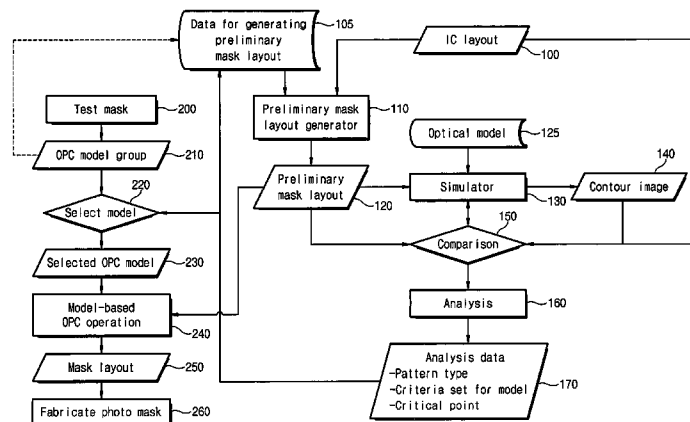 Data for generating
preliminary
mask layout
105
IC layout
100
Test mask
200
Preliminary mask
layout generator
110
Optical model
125
OPC model group
210
140
220
Preliminary
mask layout
120
Simulator
130
Contour image
Select model
150
Comparison
Selected OPC model
230
Analysis
160
Model-based
OPC operation
240
Mask layout
250
Analysis data
-Pattern type
-Criteria set for model
-Critical point
170
Fabricate photo mask
260